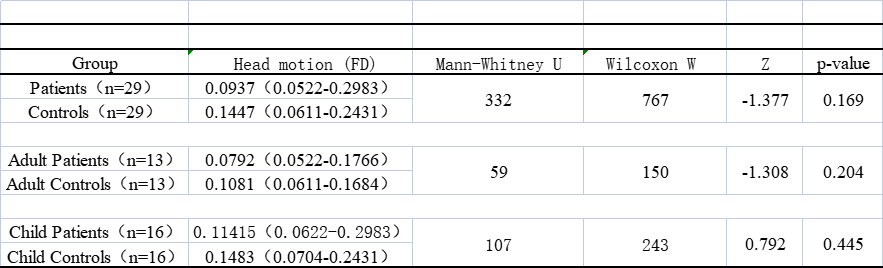 Group Head motion (FD) Mann-Whitney U Wilcoxon W Z p-value
Patients（n=29） 0.0937（0.0522-0.2983） 332 767 -1.377 0.169
Controls（n=29） 0.1447（0.0611-0.2431）
Adult Patients（n=13） 0.0792（0.0522-0.1766） 59 150 -1.308 0.204
Adult Controls（n=13） 0.1081（0.0611-0.1684）
Child Patients（n=16） 0.11415（0.0622-0.2983） 107 243 0.792 0.445
Child Controls（n=16） 0.1483（0.0704-0.2431）